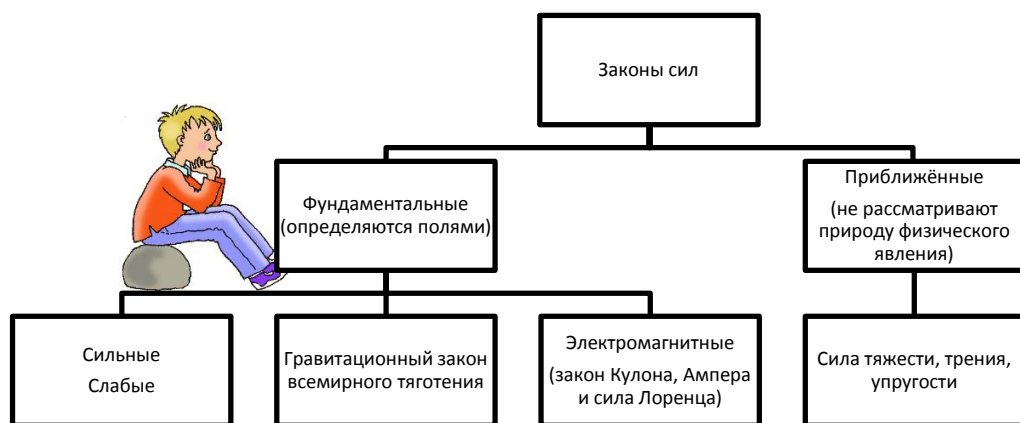 Законы сил
Фундаментальные
(определяются полями)
Приближённые
(не рассматривают
природу физического
явления)
Сильные
Слабые
Гравитационный закон
всемирного тяготения
Электромагнитные
(закон Кулона, Ампера
и сила Лоренца)
Сила тяжести, трения,
упругости